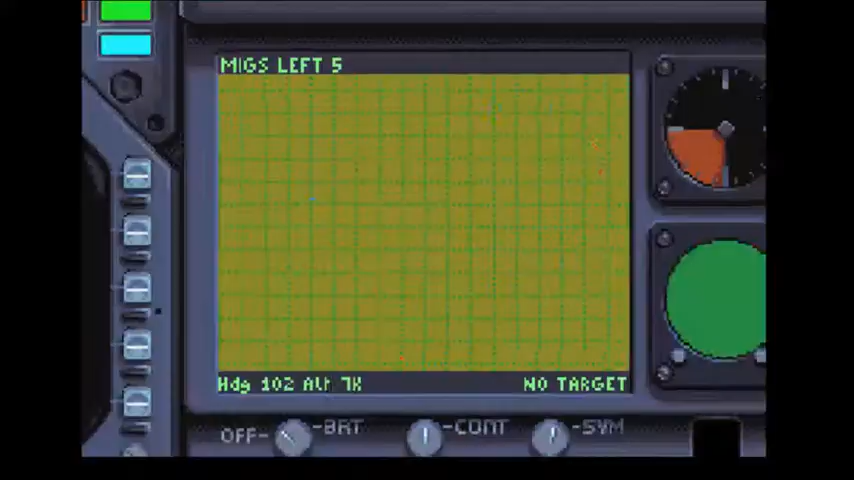 MIGS LEFT 5
Hdg 102 Alt 7K NO TARGET
OFF- -BRT -CONT -SYM